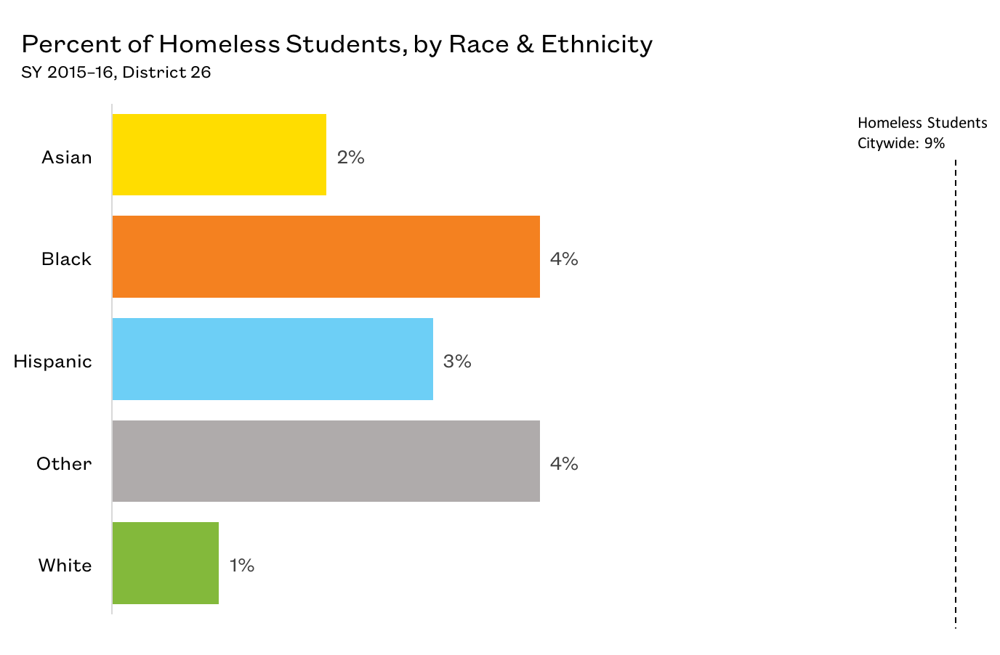 Percent of Homeless Students, by Race & Ethnicity
SY 2015–16, District 26
Homeless Students
Citywide: 9%
Asian 2%
Black 4%
Hispanic 3%
Other 4%
White 1%